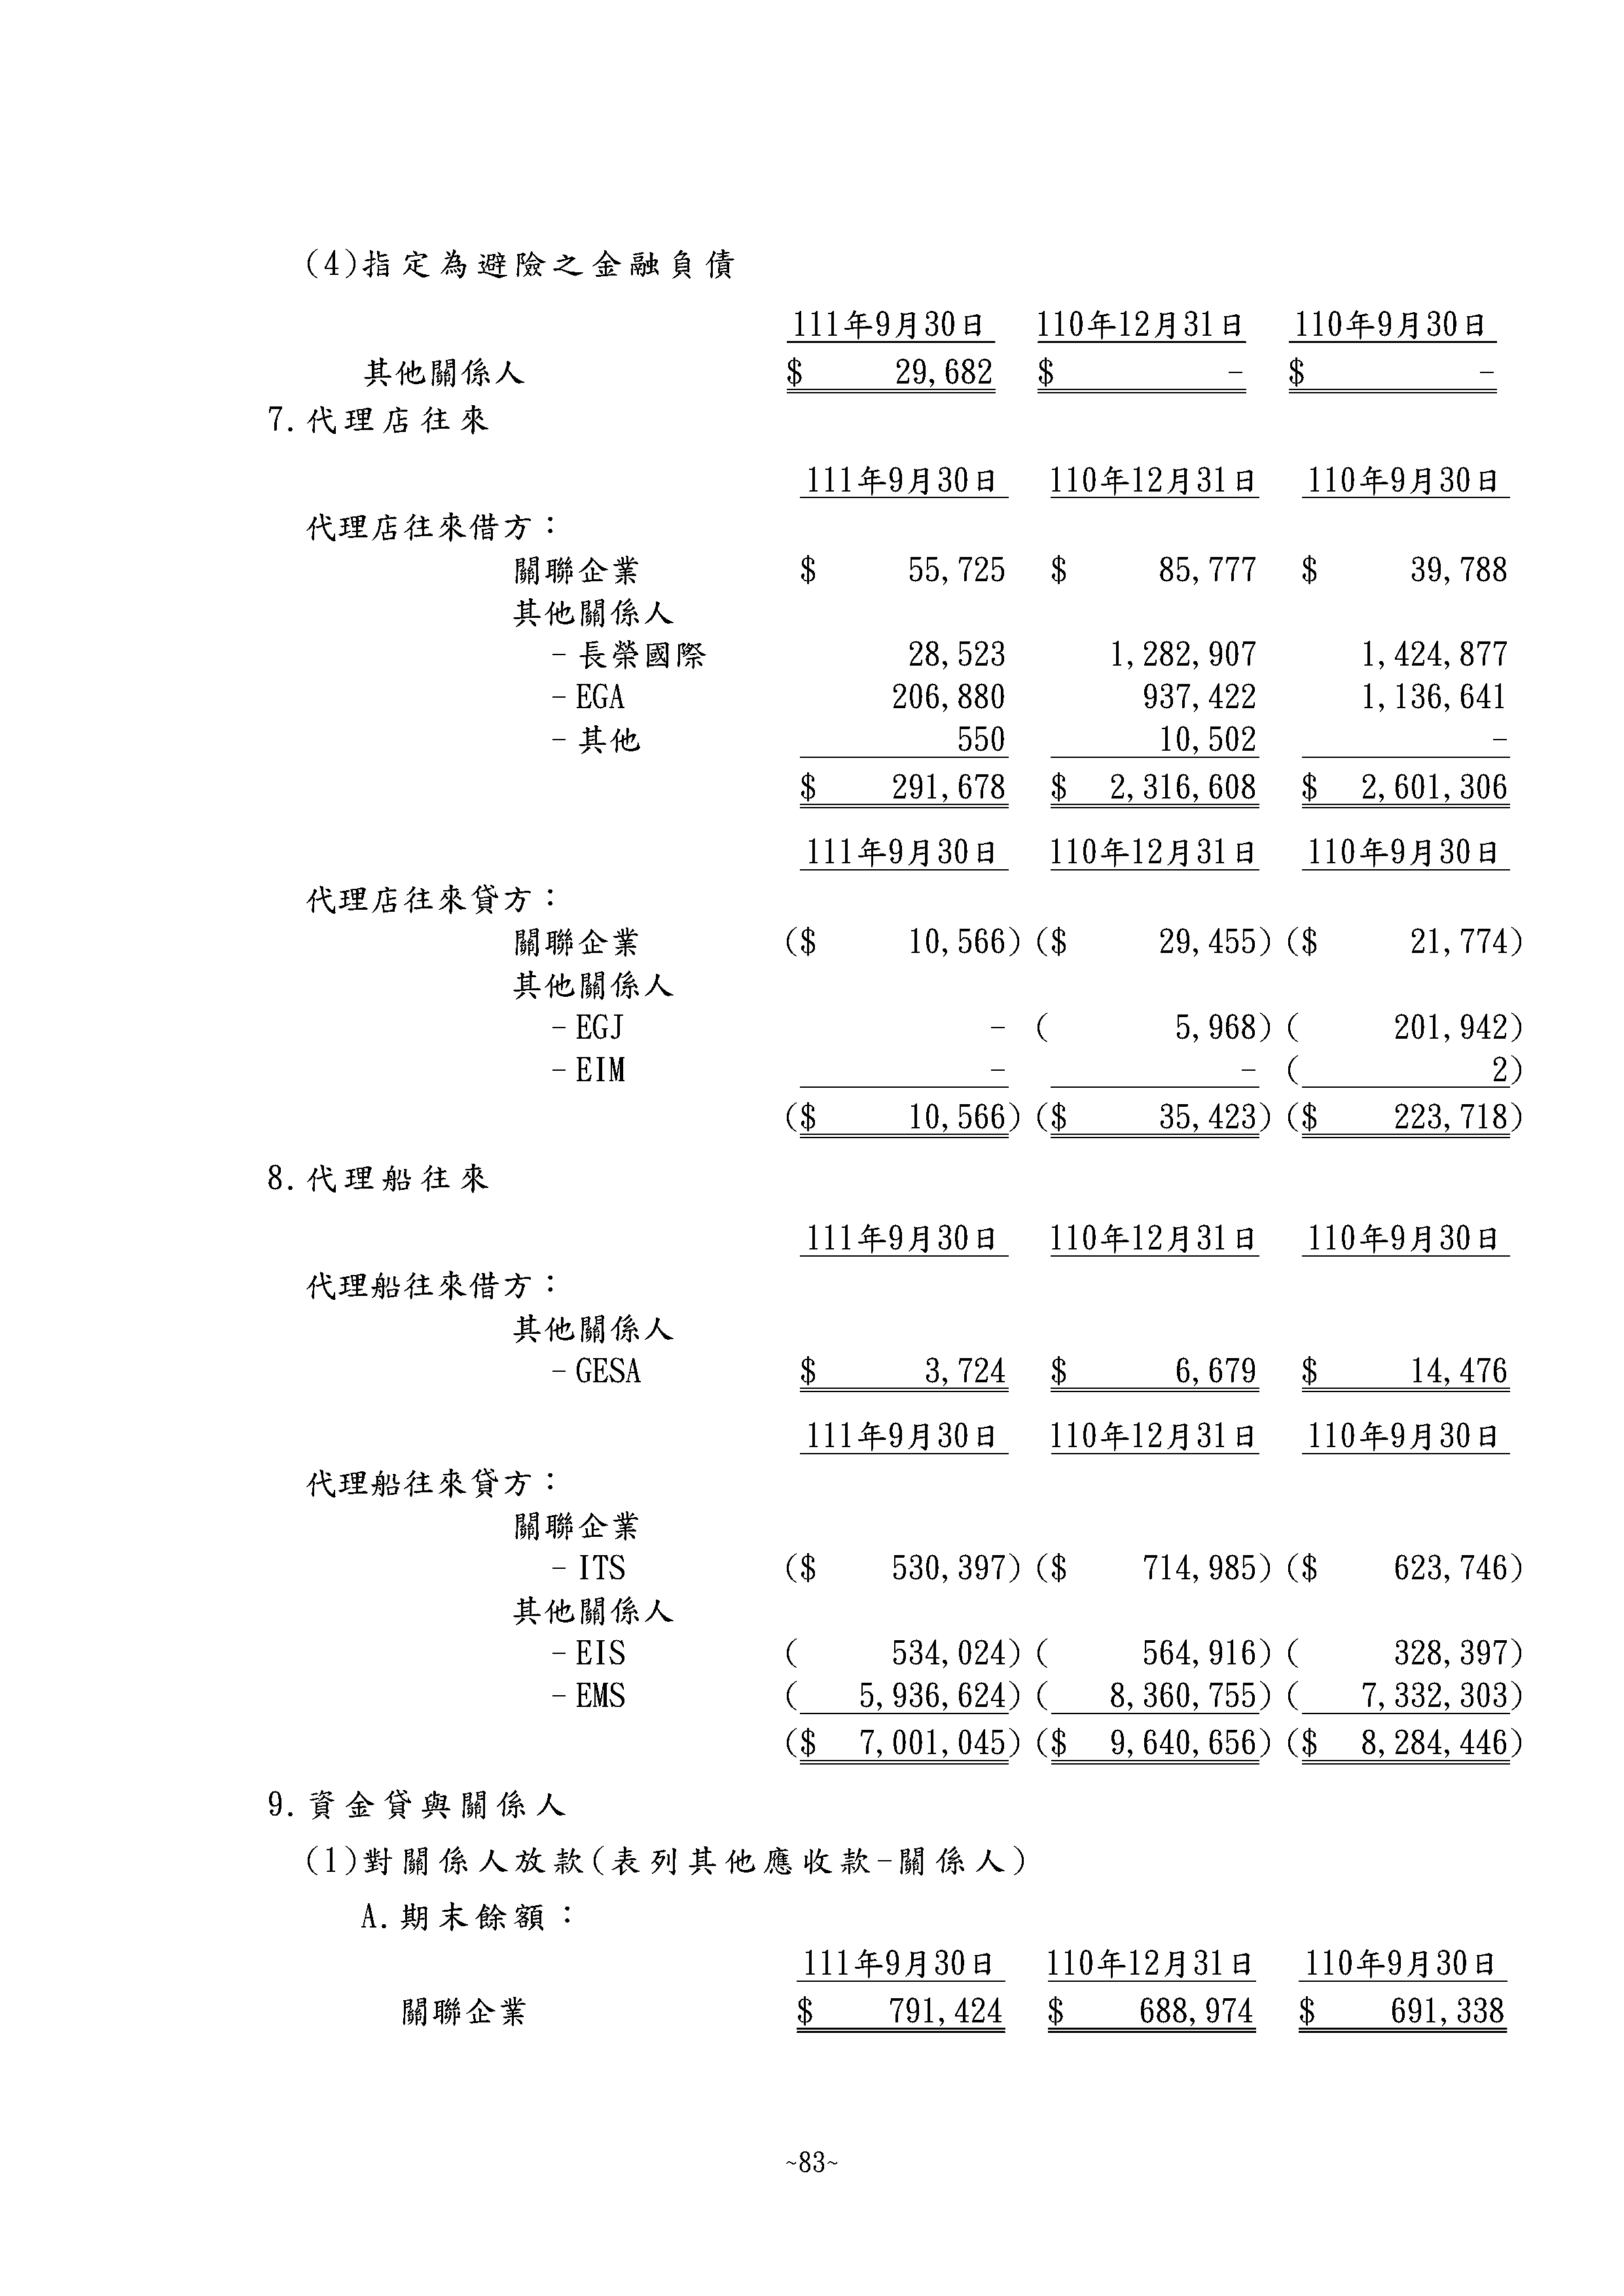 (4)指定為避險之金融負債
111年9月30日 110年12月31日 110年9月30日
其他關係人 $ 29,682 $ - $ -
7.代理店往來
111年9月30日 110年12月31日 110年9月30日
代理店往來借方：
關聯企業 $ 55,725 $ 85,777 $ 39,788
其他關係人
-長榮國際 28,523 1,282,907 1,424,877
-EGA 206,880 937,422 1,136,641
-其他 550 10,502 -
$ 291,678 $ 2,316,608 $ 2,601,306
111年9月30日 110年12月31日 110年9月30日
代理店往來貸方：
關聯企業 ($ 10,566) ($ 29,455) ($ 21,774)
其他關係人
-EGJ - ( 5,968) ( 201,942)
-EIM - - ( 2)
($ 10,566) ($ 35,423) ($ 223,718)
8.代理船往來
111年9月30日 110年12月31日 110年9月30日
代理船往來借方：
其他關係人
-GESA $ 3,724 $ 6,679 $ 14,476
111年9月30日 110年12月31日 110年9月30日
代理船往來貸方：
關聯企業
-ITS ($ 530,397) ($ 714,985) ($ 623,746)
其他關係人
-EIS ( 534,024) ( 564,916) ( 328,397)
-EMS ( 5,936,624) ( 8,360,755) ( 7,332,303)
($ 7,001,045) ($ 9,640,656) ($ 8,284,446)
9.資金貸與關係人
(1)對關係人放款(表列其他應收款-關係人)
A.期末餘額：
111年9月30日 110年12月31日 110年9月30日
關聯企業 $ 791,424 $ 688,974 $ 691,338
~83~